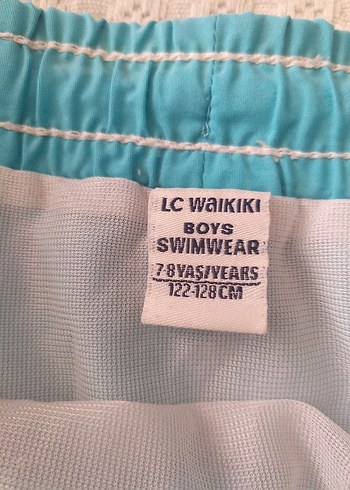 LC WaiKiKi
BOYS
SWIMWEAR
7-8 YAŞ/YEARS
122-128 CM